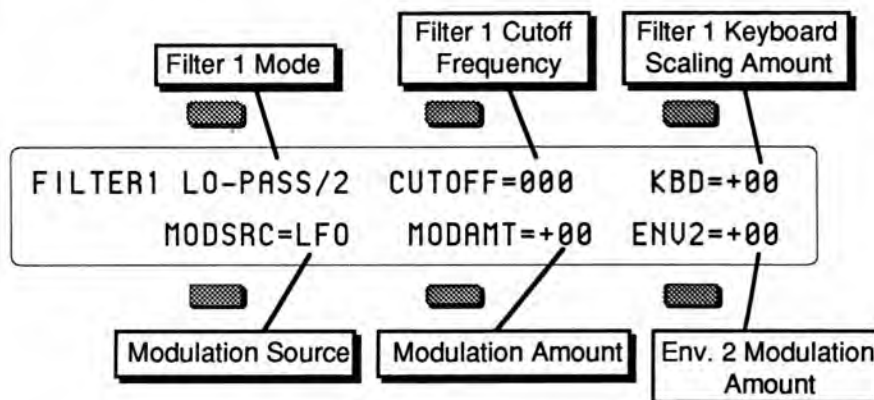 Filter 1 Mode
Filter 1 Cutoff
Frequency
Filter 1 Keyboard
Scaling Amount
FILTER1 LO-PASS/2 CUTOFF=000 KBD=+00
MODSRC=LFO MODAMT=+00 ENV2=+00
Modulation Source
Modulation Amount
Env. 2 Modulation
Amount